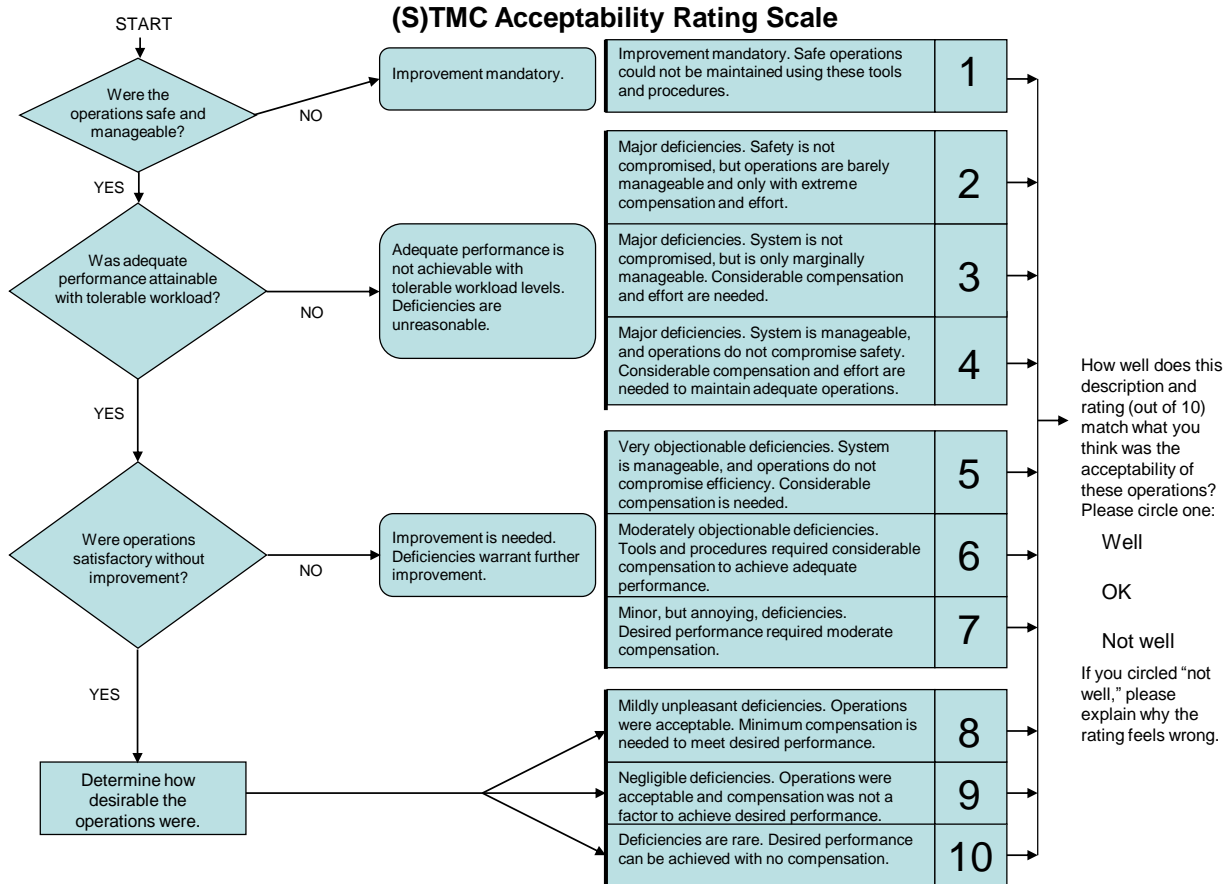 (S)TMC Acceptability Rating Scale
START
Were the
operations safe and
manageable?
NO
YES
Improvement mandatory.
Improvement mandatory. Safe operations
could not be maintained using these tools
and procedures.
1
Was adequate
performance attainable
with tolerable workload?
NO
YES
Adequate performance is
not achievable with
tolerable workload levels.
Deficiencies are
unreasonable.
Major deficiencies. Safety is not
compromised, but operations are barely
manageable and only with extreme
compensation and effort.
2
Major deficiencies. System is not
compromised, but is only marginally
manageable. Considerable compensation
and effort are needed.
3
Major deficiencies. System is manageable,
and operations do not compromise safety.
Considerable compensation and effort are
needed to maintain adequate operations.
4
Were operations
satisfactory without
improvement?
NO
YES
Improvement is needed.
Deficiencies warrant further
improvement.
Very objectionable deficiencies. System
is manageable, and operations do not
compromise efficiency. Considerable
compensation is needed.
5
Moderately objectionable deficiencies.
Tools and procedures required considerable
compensation to achieve adequate
performance.
6
Minor, but annoying, deficiencies.
Desired performance required moderate
compensation.
7
Determine how
desirable the
operations were.
Mildly unpleasant deficiencies. Operations
were acceptable. Minimum compensation is
needed to meet desired performance.
8
Negligible deficiencies. Operations were
acceptable and compensation was not a
factor to achieve desired performance.
9
Deficiencies are rare. Desired performance
can be achieved with no compensation.
10
How well does this
description and
rating (out of 10)
match what you
think was the
acceptability of
these operations?
Please circle one:
Well
OK
Not well
If you circled “not
well,” please
explain why the
rating feels wrong.